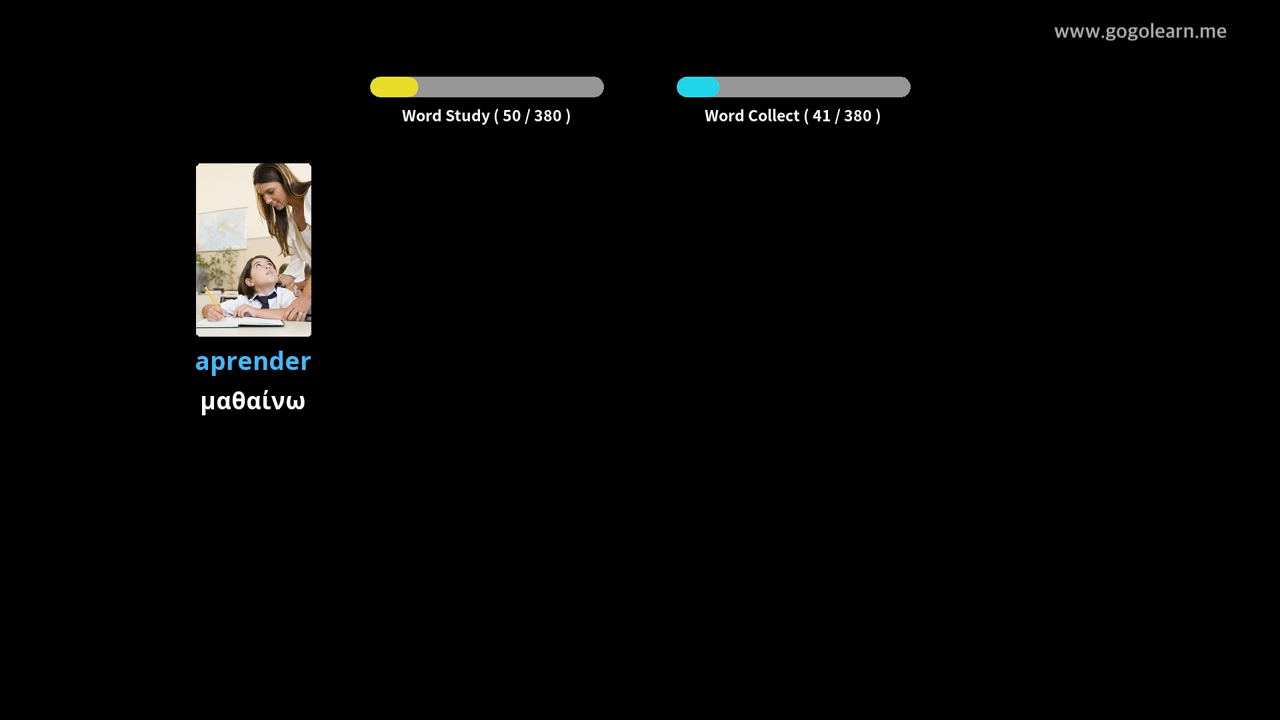 www.gogolearn.me
Word Study ( 50 / 380 )
Word Collect ( 41 / 380 )
aprender
μαθαίνω